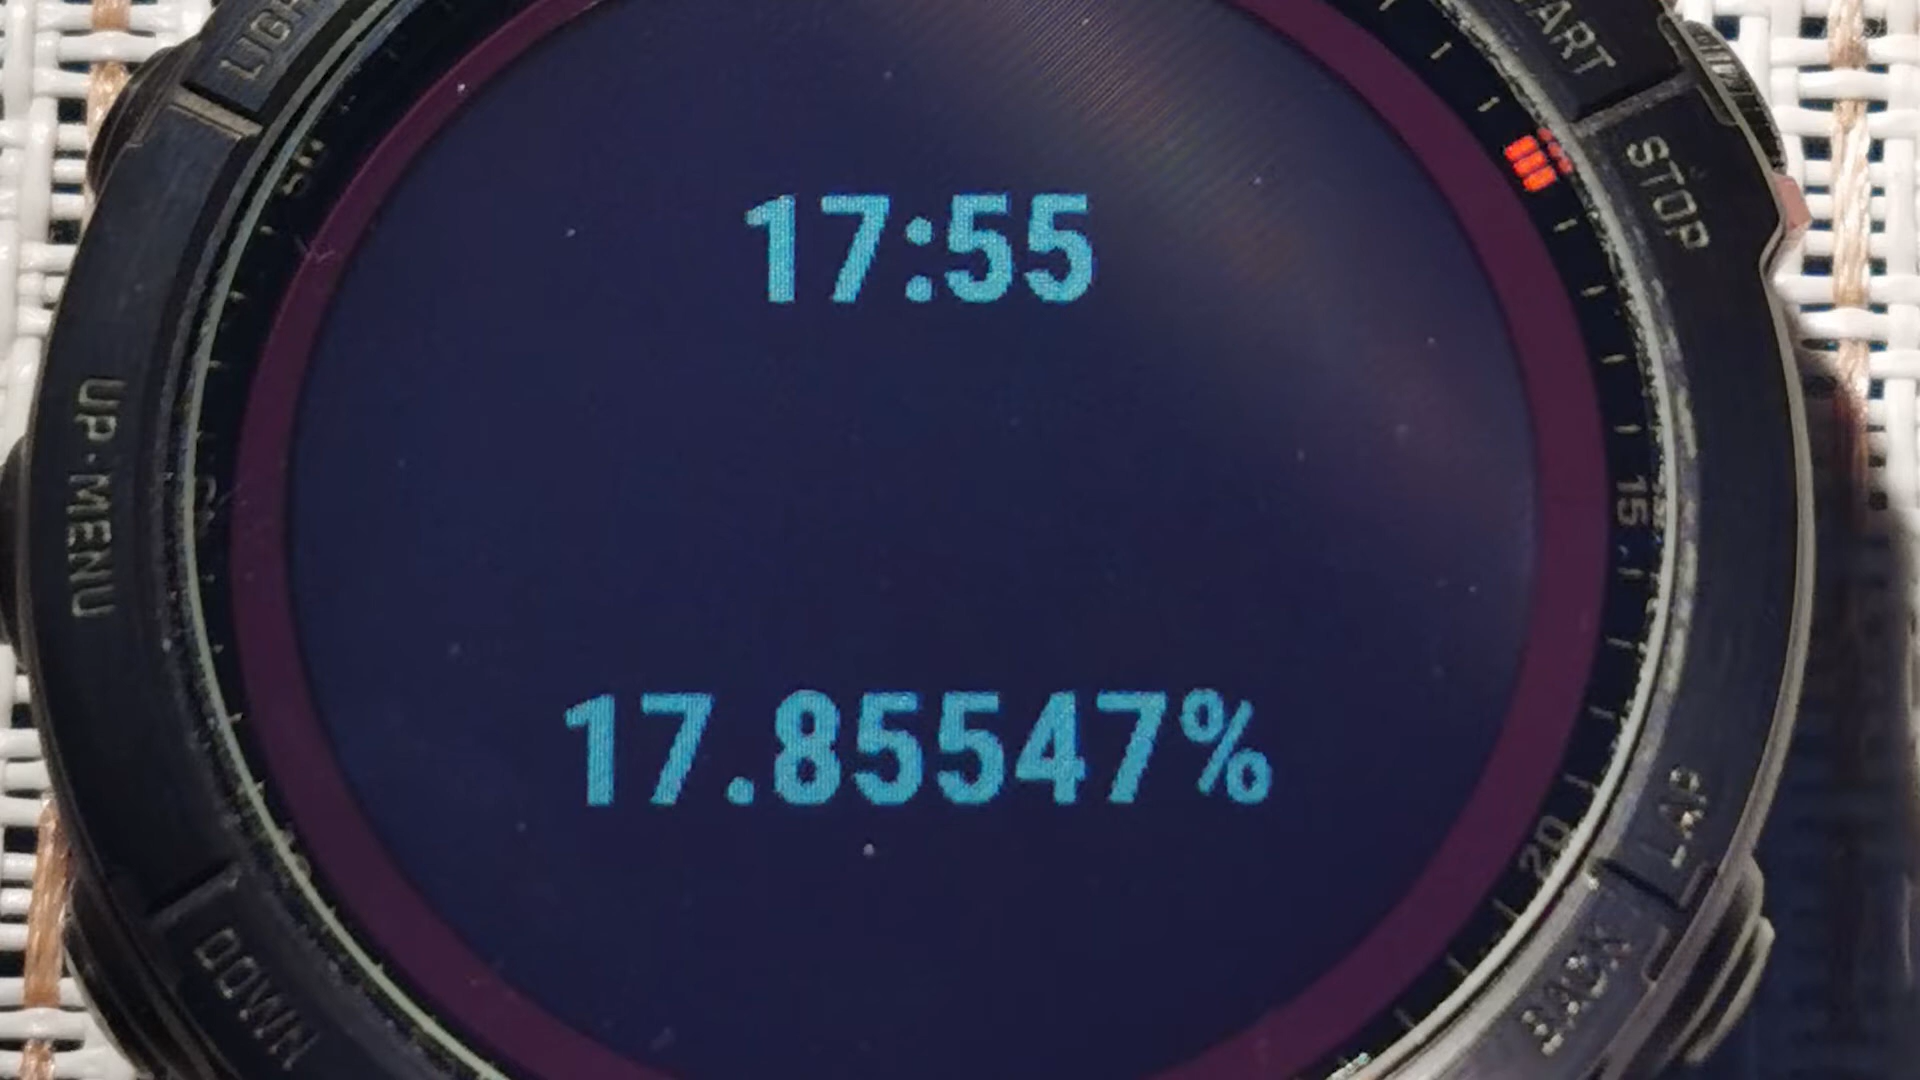 LIGHT
START
STOP
17:55
UP·MENU
15
17.85547%
LAP
20
DOWN
BACK